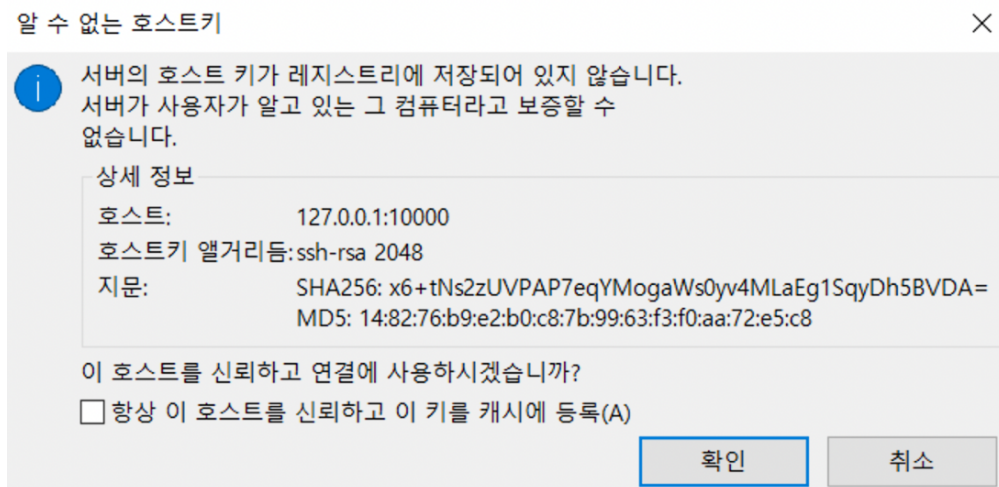 알 수 없는 호스트키
서버의 호스트 키가 레지스트리에 저장되어 있지 않습니다.
서버가 사용자가 알고 있는 그 컴퓨터라고 보증할 수
없습니다.
상세 정보
호스트: 127.0.0.1:10000
호스트키 앨거리듬: ssh-rsa 2048
지문: SHA256: x6+tNs2zUVPAP7eqYMogaWs0yv4MLaEg1SqyDh5BVDA=
MD5: 14:82:76:b9:e2:b0:c8:7b:99:63:f3:f0:aa:72:e5:c8
이 호스트를 신뢰하고 연결에 사용하시겠습니까?
항상 이 호스트를 신뢰하고 이 키를 캐시에 등록(A)
확인 취소